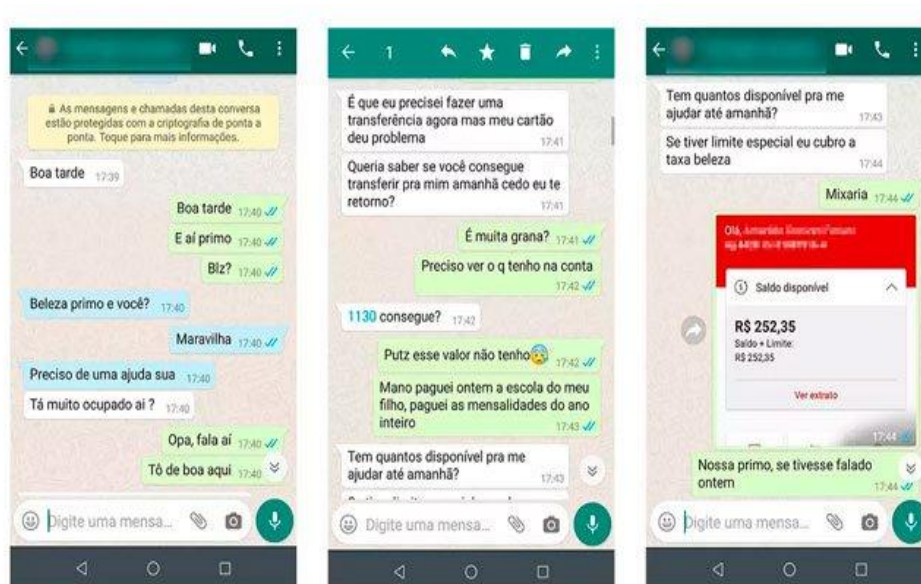 As mensagens e chamadas desta conversa
estão protegidas com a criptografia de ponta a
ponta. Toque para mais informações.
Boa tarde 17:39
Boa tarde 17:40
E aí primo 17:40
Blz? 17:40
Beleza primo e você? 17:40
Maravilha 17:40
Preciso de uma ajuda sua 17:40
Tá muito ocupado ai ? 17:40
Opa, fala aí 17:40
Tô de boa aqui 17:40
Digite uma mensa...
1
É que eu precisei fazer uma
transferência agora mas meu cartão
deu problema 17:41
Queria saber se você consegue
transferir pra mim amanhã cedo eu te
retorno? 17:41
É muita grana? 17:41
Preciso ver o q tenho na conta
17:42
1130 consegue? 17:42
Putz esse valor não tenho 17:42
Mano paguei ontem a escola do meu
filho, paguei as mensalidades do ano
inteiro 17:43
Tem quantos disponível pra me
ajudar até amanhã? 17:43
Digite uma mensa...
Tem quantos disponível pra me
ajudar até amanhã? 17:43
Se tiver limite especial eu cubro a
taxa beleza 17:44
Mixaria 17:44
Olá,
Saldo disponível
R$ 252,35
Saldo + Limite:
R$ 252,35
Ver extrato
17:44
Nossa primo, se tivesse falado
ontem 17:44
Digite uma mensa...